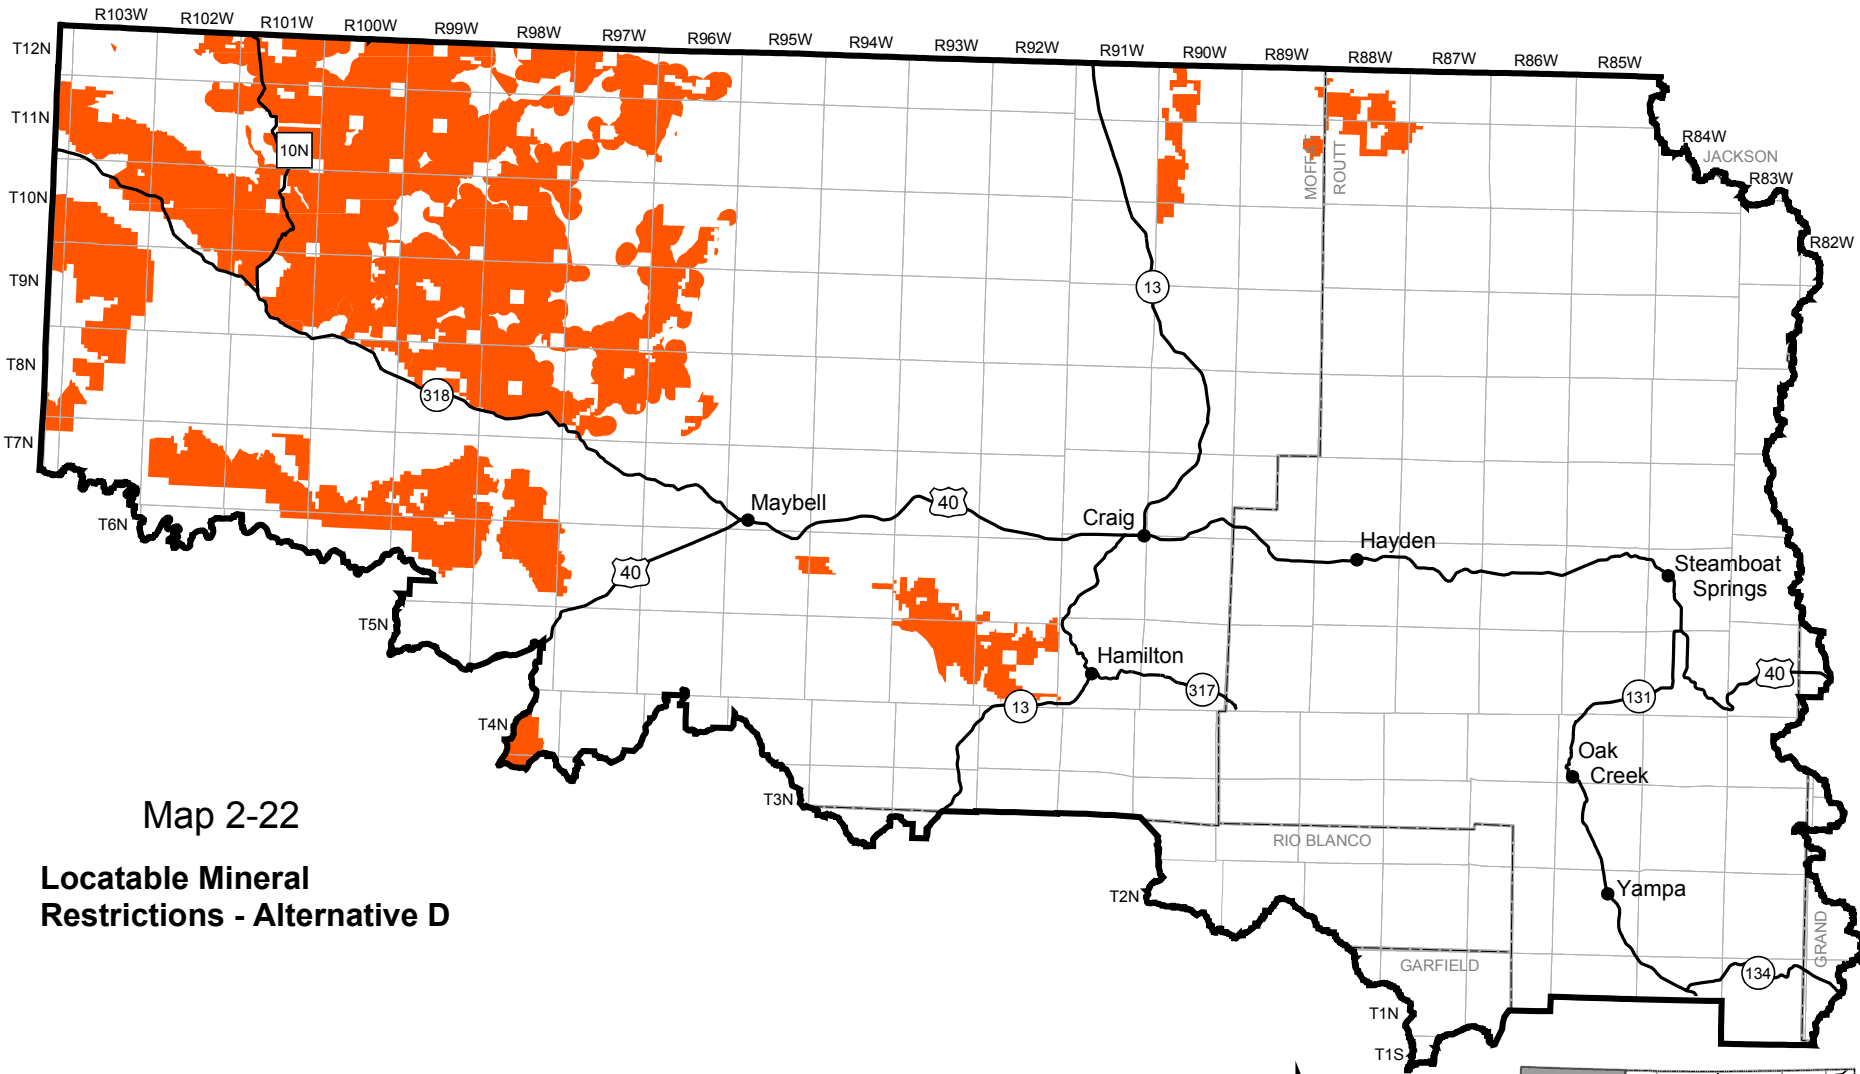 R103W R102W R101W R100W R99W R98W R97W R96W R95W R94W R93W R92W R91W R90W R89W R88W R87W R86W R85W
T12N
T11N
R84W
JACKSON
10N
MOFFAT
ROUTT
R83W
T10N
R82W
T9N
13
T8N
318
T7N
Maybell
40
Craig
T6N
Hayden
40
Steamboat
Springs
T5N
Hamilton
40
317
131
13
T4N
Oak
Creek
T3N
Map 2-22
RIO BLANCO
Locatable Mineral
Restrictions - Alternative D
T2N
Yampa
GRAND
GARFIELD
134
T1N
T1S